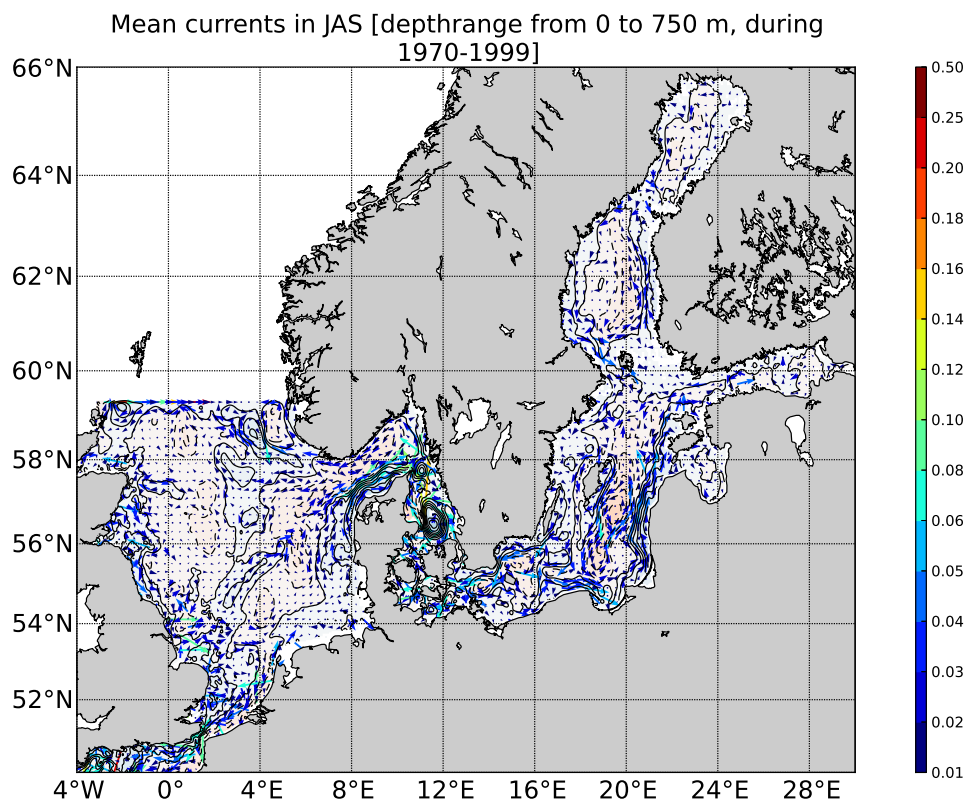 Mean currents in JAS [depthrange from 0 to 750 m, during
1970-1999]
66°N
64°N
62°N
60°N
58°N
56°N
54°N
52°N
4°W 0° 4°E 8°E 12°E 16°E 20°E 24°E 28°E
0.50
0.25
0.20
0.18
0.16
0.14
0.12
0.10
0.08
0.06
0.05
0.04
0.03
0.02
0.01